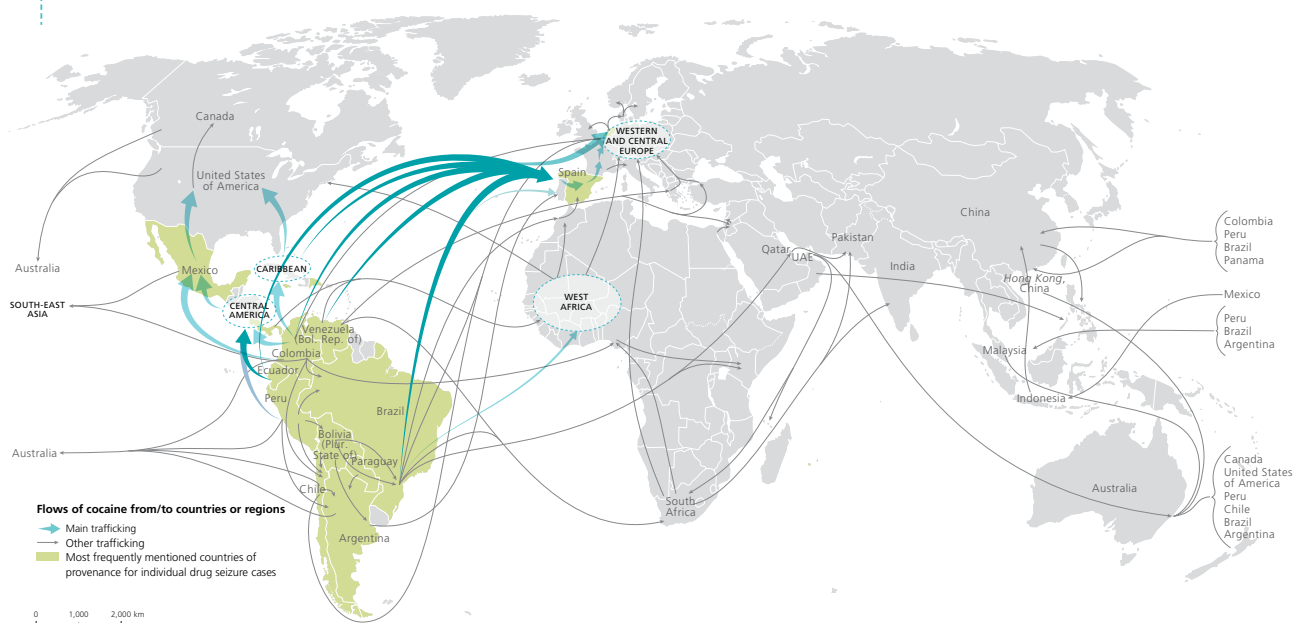 Canada
United States
of America
Mexico
CARIBBEAN
CENTRAL
AMERICA
Australia
SOUTH-EAST
ASIA
Venezuela
(Bol. Rep. of)
Colombia
Ecuador
Peru
Brazil
Bolivia
(Plur.
State of)
Paraguay
Chile
Argentina
Australia
WESTERN
AND CENTRAL
EUROPE
Spain
WEST
AFRICA
South
Africa
Qatar
UAE
Pakistan
India
China
Hong Kong,
China
Malaysia
Indonesia
Australia
Colombia
Peru
Brazil
Panama
Mexico
Peru
Brazil
Argentina
Canada
United States
of America
Peru
Chile
Brazil
Argentina
Flows of cocaine from/to countries or regions
Main trafficking
Other trafficking
Most frequently mentioned countries of
provenance for individual drug seizure cases
0 1,000 2,000 km